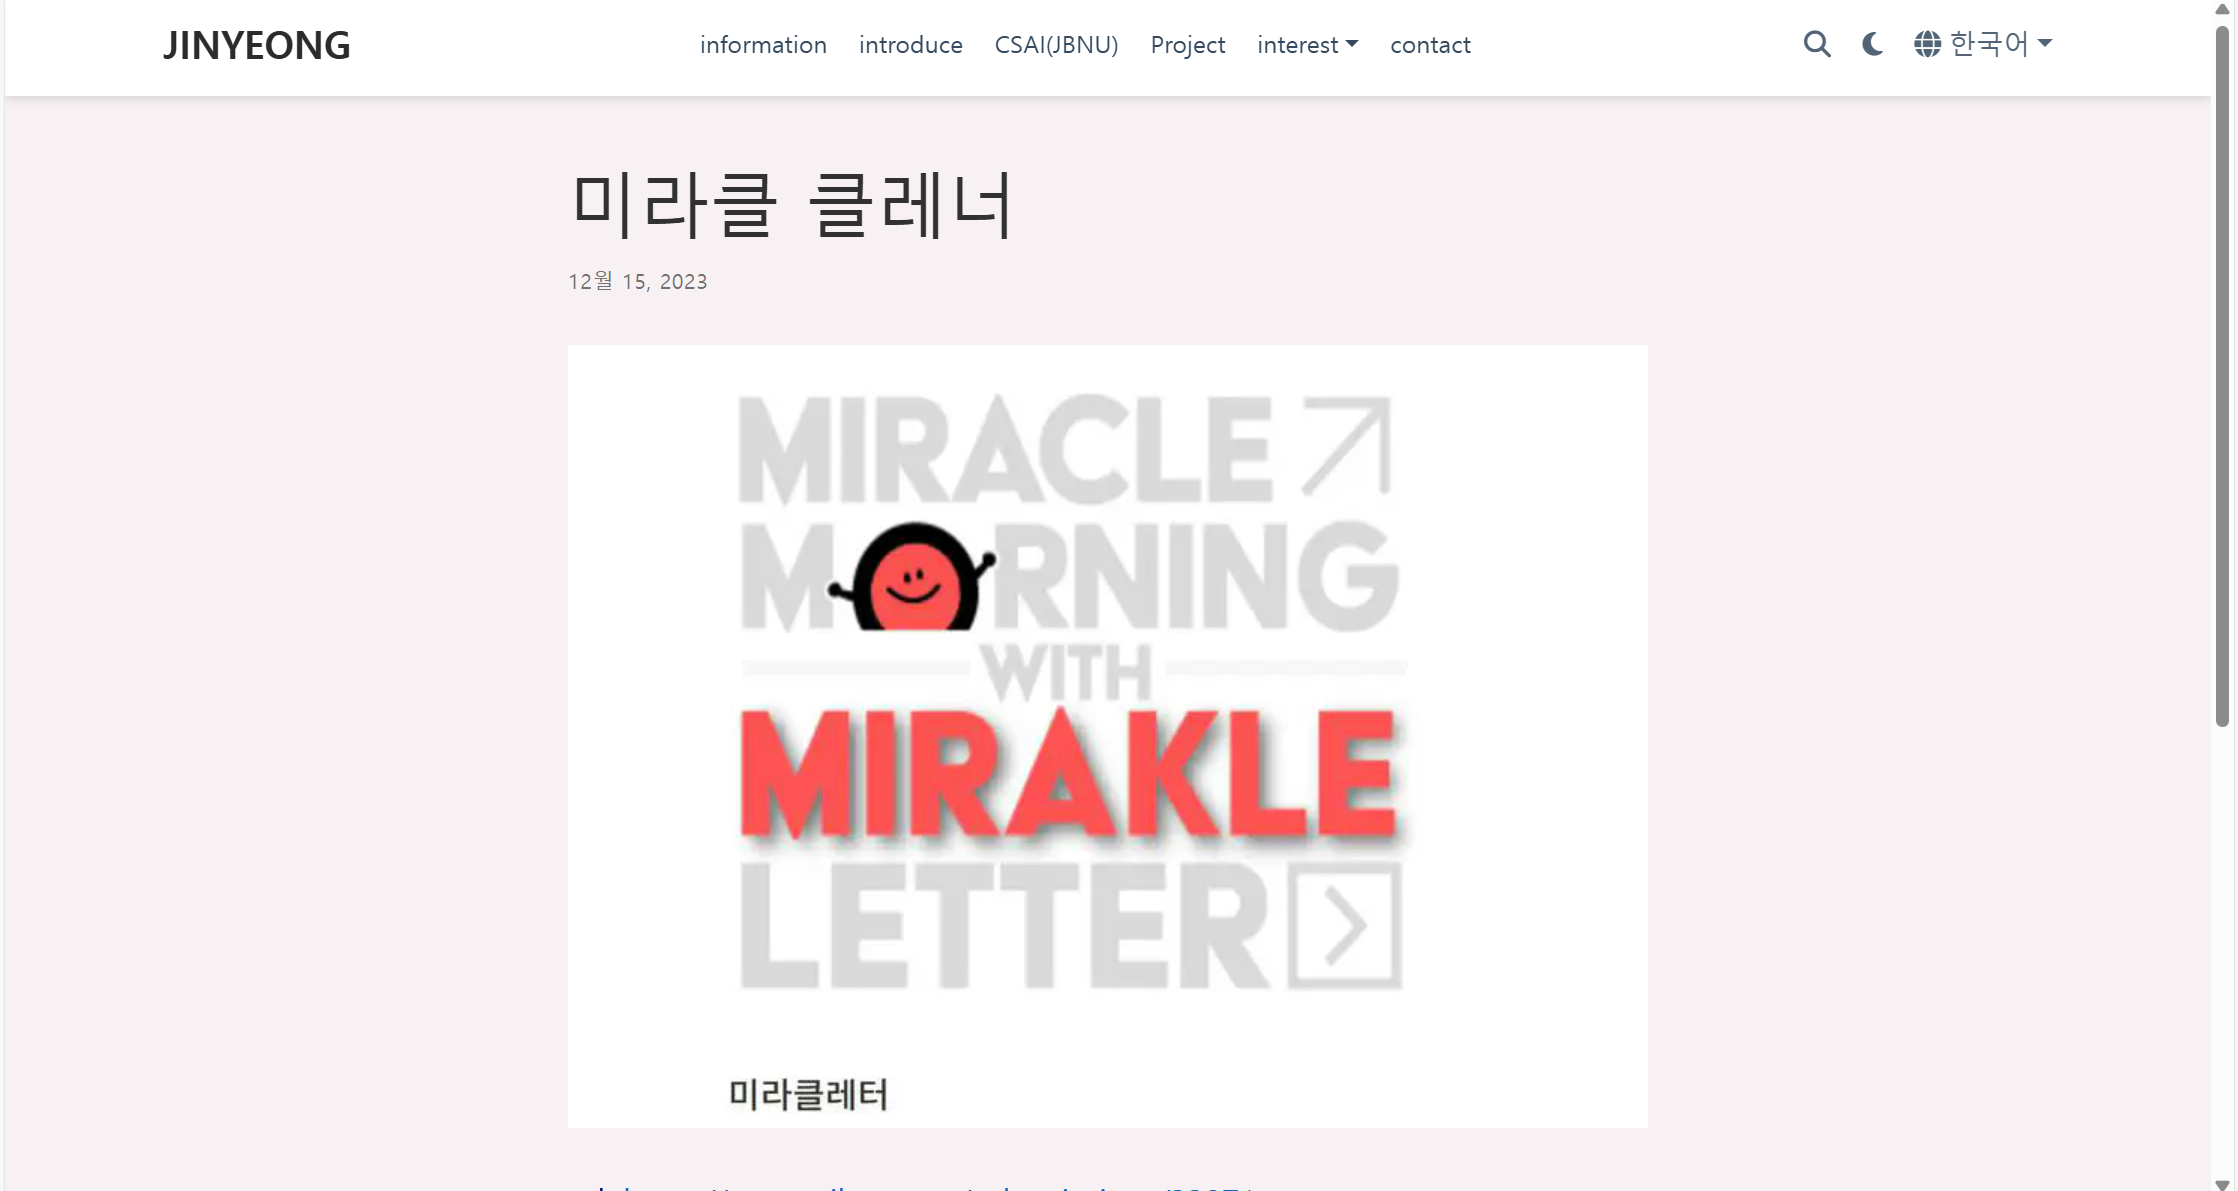 JINYEONG
information introduce CSAI(JBNU) Project interest contact
한국어
미라클 클레너
12월 15, 2023
MIRACLE
MORNING
WITH
MIRAKLE
LETTER
미라클레터